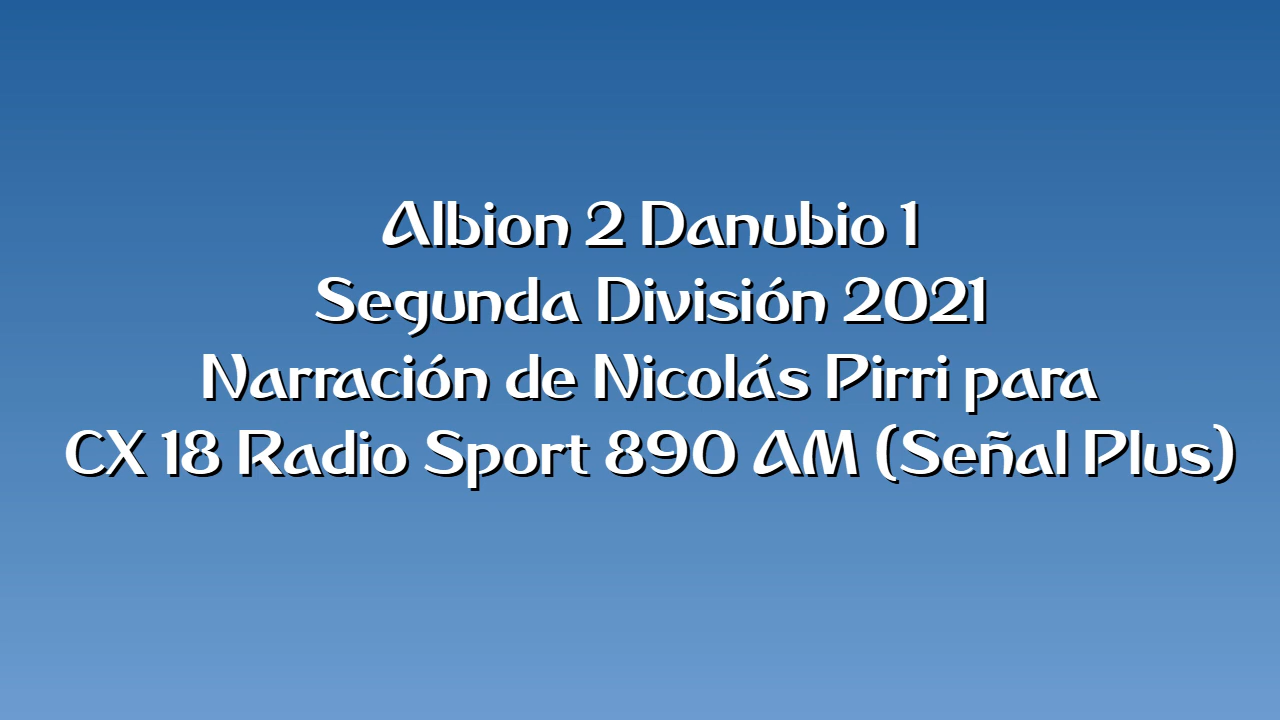 Albion 2 Danubio 1
Segunda División 2021
Narración de Nicolás Pirri para
CX 18 Radio Sport 890 AM (Señal Plus)